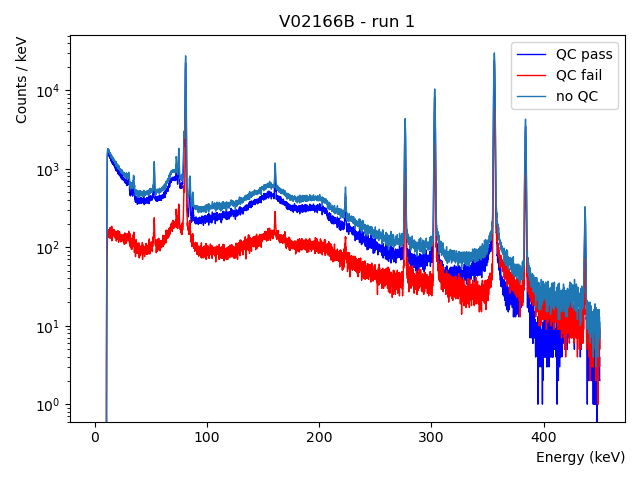 V02166B - run 1
Counts / keV
QC pass
QC fail
no QC
10⁴
10³
10²
10¹
10⁰
0 100 200 300 400
Energy (keV)